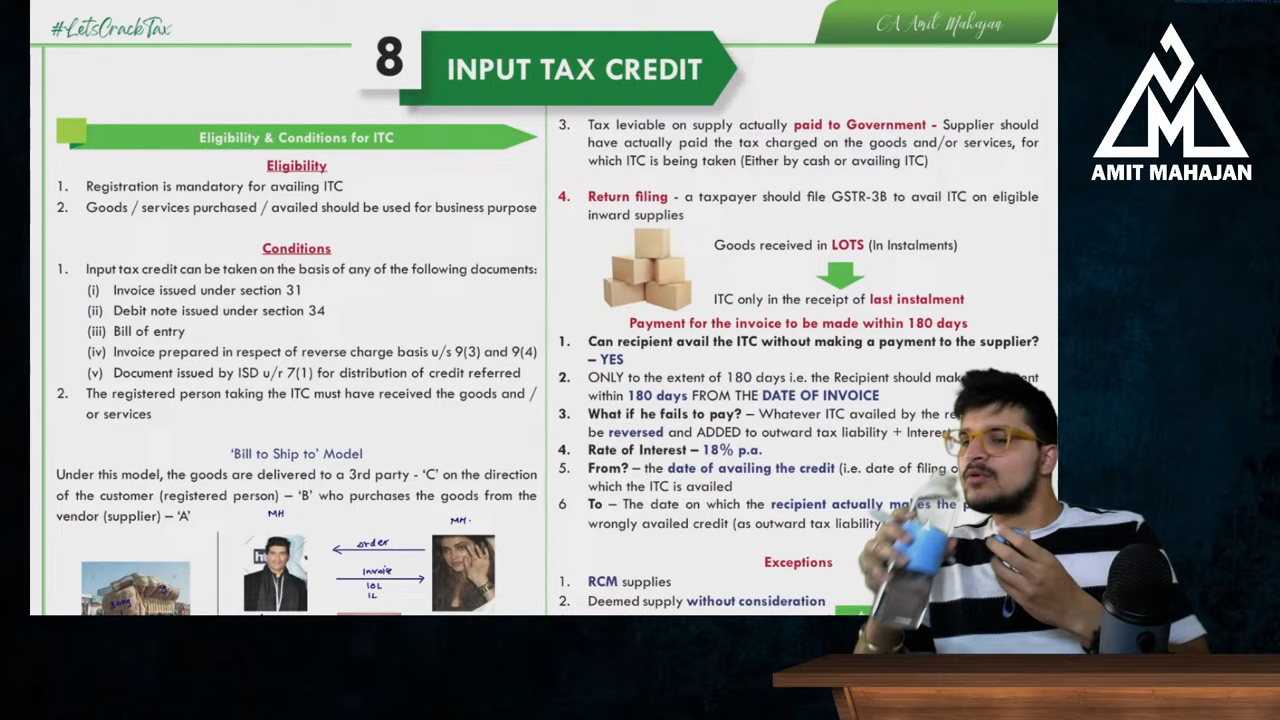 #LetsCrackTax
CA Amit Mahajan
8
INPUT TAX CREDIT
Eligibility & Conditions for ITC
Eligibility
1. Registration is mandatory for availing ITC
2. Goods / services purchased / availed should be used for business purpose
Conditions
1. Input tax credit can be taken on the basis of any of the following documents:
(i) Invoice issued under section 31
(ii) Debit note issued under section 34
(iii) Bill of entry
(iv) Invoice prepared in respect of reverse charge basis u/s 9(3) and 9(4)
(v) Document issued by ISD u/r 7(1) for distribution of credit referred
2. The registered person taking the ITC must have received the goods and /
or services
'Bill to Ship to' Model
Under this model, the goods are delivered to a 3rd party - 'C' on the direction
of the customer (registered person) – 'B' who purchases the goods from the
vendor (supplier) – 'A'
MH
MH.
order
Invoice
10L
1L
3. Tax leviable on supply actually paid to Government - Supplier should
have actually paid the tax charged on the goods and/or services, for
which ITC is being taken (Either by cash or availing ITC)
4. Return filing - a taxpayer should file GSTR-3B to avail ITC on eligible
inward supplies
Goods received in LOTS (In Instalments)
ITC only in the receipt of last instalment
Payment for the invoice to be made within 180 days
1. Can recipient avail the ITC without making a payment to the supplier?
– YES
2. ONLY to the extent of 180 days i.e. the Recipient should
within 180 days FROM THE DATE OF INVOICE
3. What if he fails to pay? – Whatever ITC availed by the
be reversed and ADDED to outward tax liability +
4. Rate of Interest – 18% p.a.
5. From? – the date of availing the credit (i.e. date of filing
which the ITC is availed
6 To – The date on which the recipient actually makes the
wrongly availed credit (as outward tax liability
Exceptions
1. RCM supplies
2. Deemed supply without consideration
AMIT MAHAJAN